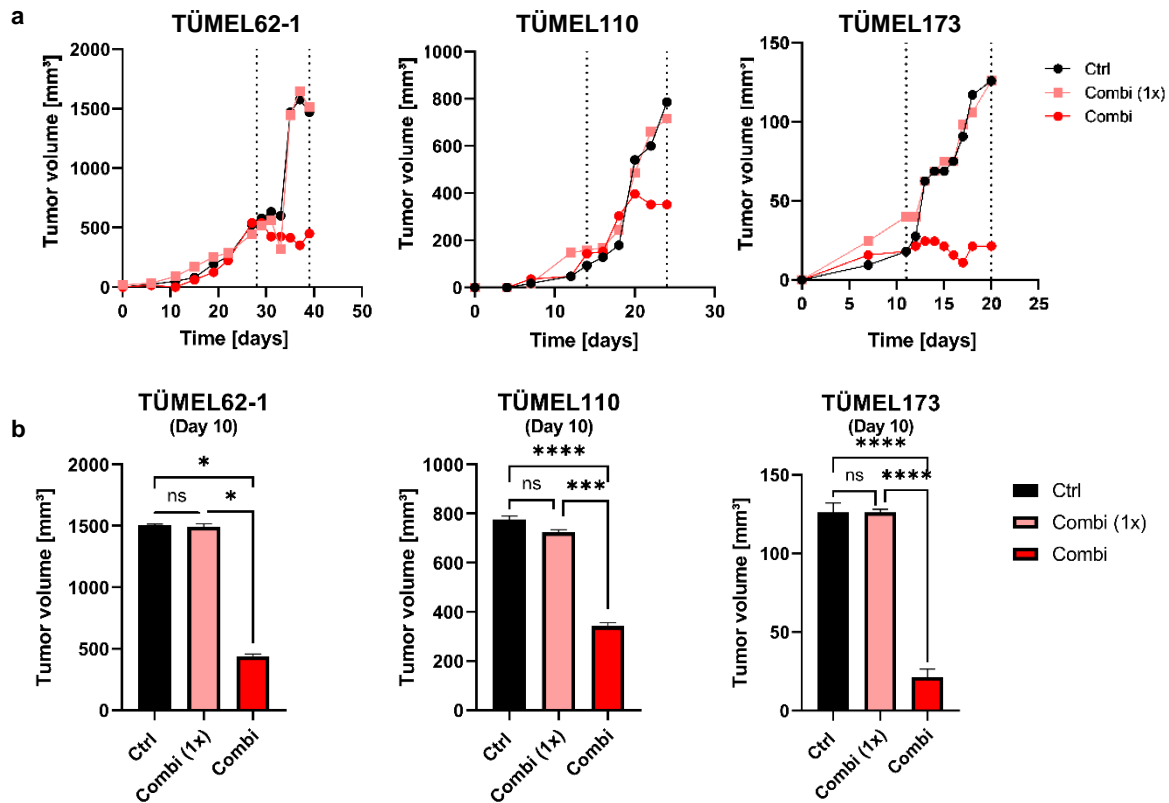 a
TÜMEL62-1
TÜMEL110
TÜMEL173
Tumor volume [mm³]
2000
1500
1000
500
0
0
10
20
30
40
50
Time [days]
Tumor volume [mm³]
1000
800
600
400
200
0
0
10
20
30
Time [days]
Tumor volume [mm³]
150
100
50
0
0
5
10
15
20
25
Time [days]
Ctrl
Combi (1x)
Combi
b
TÜMEL62-1
(Day 10)
Tumor volume [mm³]
2000
1500
1000
500
0
*
ns
*
Ctrl
Combi (1x)
Combi
TÜMEL110
(Day 10)
Tumor volume [mm³]
1000
800
600
400
200
0
****
ns
***
Ctrl
Combi (1x)
Combi
TÜMEL173
(Day 10)
Tumor volume [mm³]
150
100
50
0
****
ns
****
Ctrl
Combi (1x)
Combi
Ctrl
Combi (1x)
Combi